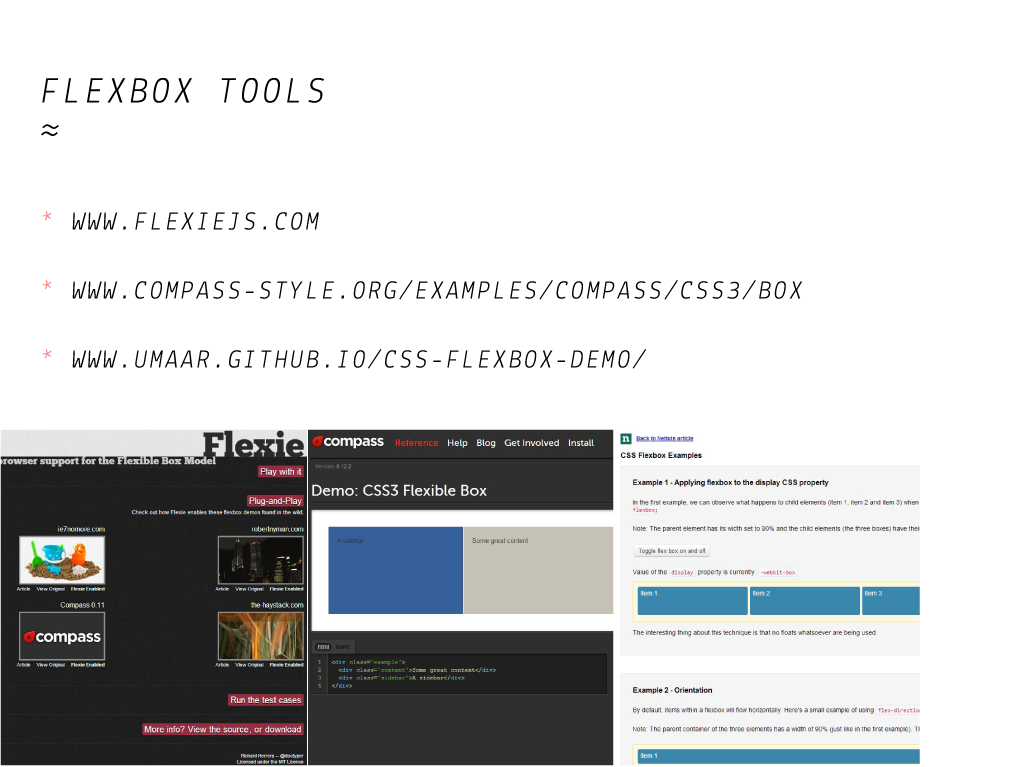 FLEXBOX TOOLS
≈
* WWW.FLEXIEJS.COM
* WWW.COMPASS-STYLE.ORG/EXAMPLES/COMPASS/CSS3/BOX
* WWW.UMAAR.GITHUB.IO/CSS-FLEXBOX-DEMO/
Flexie
rowser support for the Flexible Box Model
Play with it
Plug-and-Play
Check out how Flexie enables these flexbox demos found in the wild.
ie7nomore.com
robertnyman.com
Article View Original Flexie Enabled
Article View Original Flexie Enabled
Compass 0.11
the-haystack.com
compass
Article View Original Flexie Enabled
Article View Original Flexie Enabled
Run the test cases
More info? View the source, or download
Richard Herrera – @doctyper
Licensed under the MIT License
compass Reference Help Blog Get Involved Install
Version: 0.12.2
Demo: CSS3 Flexible Box
A sidebar
Some great content
html haml
1 <div class="example">
2 <div class="content">Some great content</div>
3 <div class="sidebar">A sidebar</div>
4 </div>
n Back to Nettuts article
CSS Flexbox Examples
Example 1 - Applying flexbox to the display CSS property
In the first example, we can observe what happens to child elements (item 1, item 2 and item 3) when
flexbox;
Note: The parent element has its width set to 90% and the child elements (the three boxes) have thei
Toggle flex box on and off
Value of the display property is currently -webkit-box
Item 1 Item 2 Item 3
The interesting thing about this technique is that no floats whatsoever are being used.
Example 2 - Orientation
By default, items within a flexbox will flow horizontally. Here's a small example of using flex-directio
Note: The parent container of the three elements has a width of 90% (just like in the first example). Th
Item 1